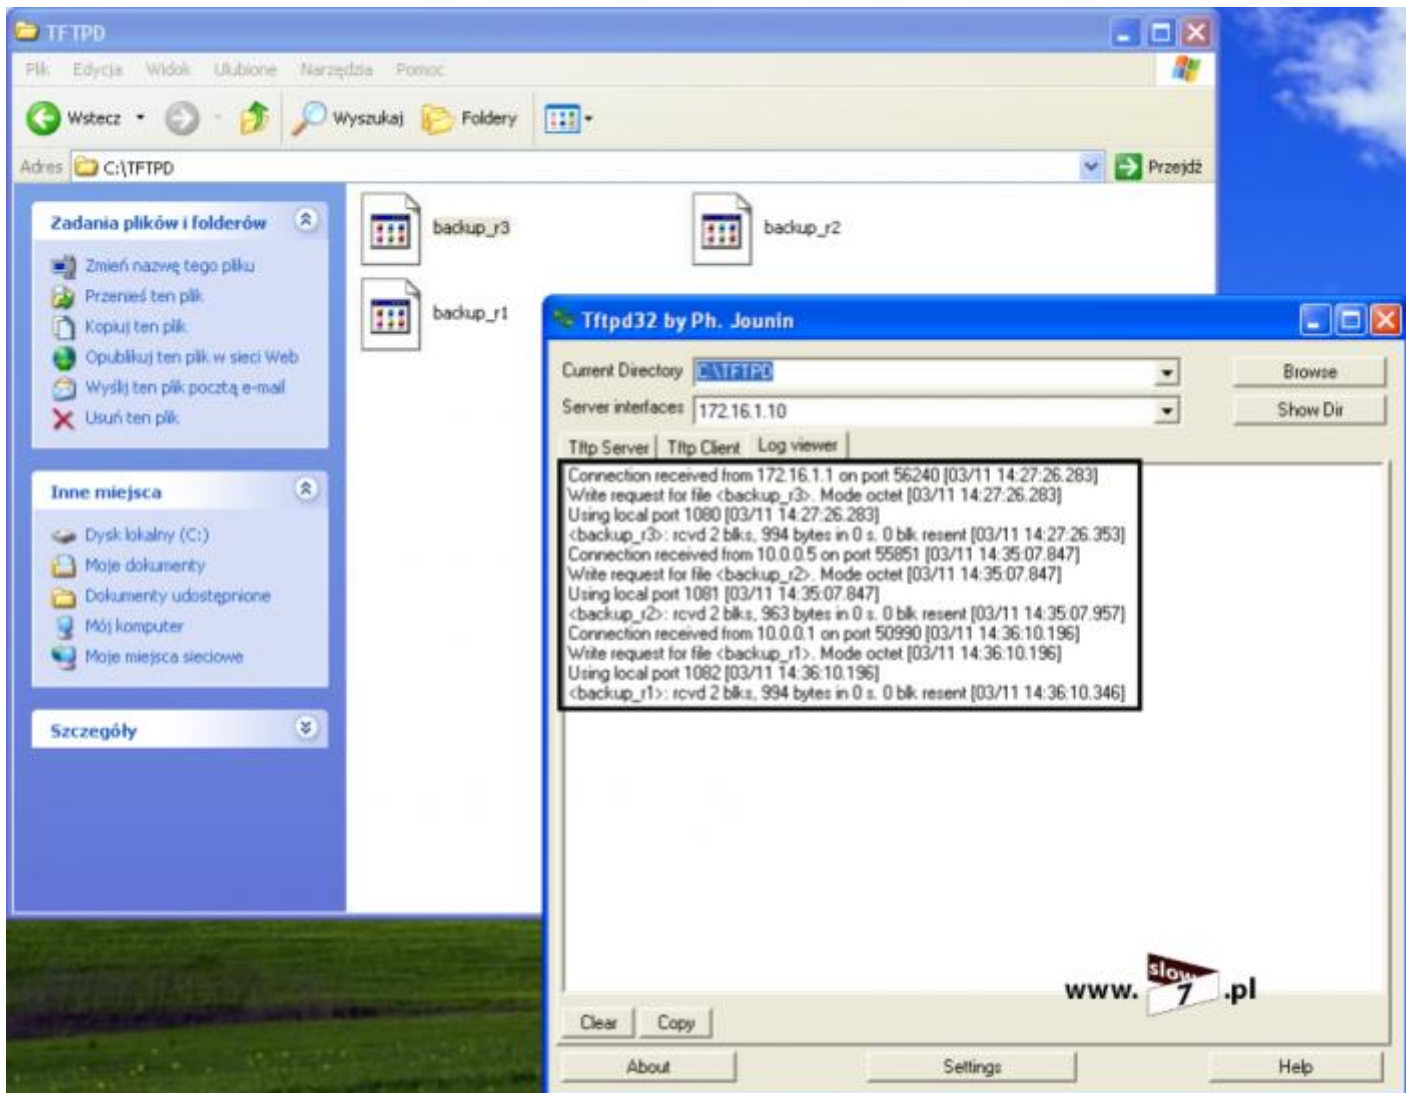 TFTPD
Plik Edycja Widok Ulubione Narzędzia Pomoc
Wstecz Wyszukaj Foldery
Adres C:\TFTPD Przejdź
Zadania plików i folderów
Zmień nazwę tego pliku
Przenieś ten plik
Kopiuj ten plik
Opublikuj ten plik w sieci Web
Wyślij ten plik pocztą e-mail
Usuń ten plik
Inne miejsca
Dysk lokalny (C:)
Moje dokumenty
Dokumenty udostępnione
Mój komputer
Moje miejsca sieciowe
Szczegóły
backup_r3 backup_r2
backup_r1
Tftpd32 by Ph. Jounin
Current Directory C:\TFTPD Browse
Server interfaces 172.16.1.10 Show Dir
Tftp Server Tftp Client Log viewer
Connection received from 172.16.1.1 on port 56240 [03/11 14:27:26.283]
Write request for file <backup_r3>. Mode octet [03/11 14:27:26.283]
Using local port 1080 [03/11 14:27:26.283]
<backup_r3>: rcvd 2 blks, 994 bytes in 0 s. 0 blk resent [03/11 14:27:26.353]
Connection received from 10.0.0.5 on port 55851 [03/11 14:35:07.847]
Write request for file <backup_r2>. Mode octet [03/11 14:35:07.847]
Using local port 1081 [03/11 14:35:07.847]
<backup_r2>: rcvd 2 blks, 963 bytes in 0 s. 0 blk resent [03/11 14:35:07.957]
Connection received from 10.0.0.1 on port 50990 [03/11 14:36:10.196]
Write request for file <backup_r1>. Mode octet [03/11 14:36:10.196]
Using local port 1082 [03/11 14:36:10.196]
<backup_r1>: rcvd 2 blks, 994 bytes in 0 s. 0 blk resent [03/11 14:36:10.346]
www.slow7.pl
Clear Copy
About Settings Help